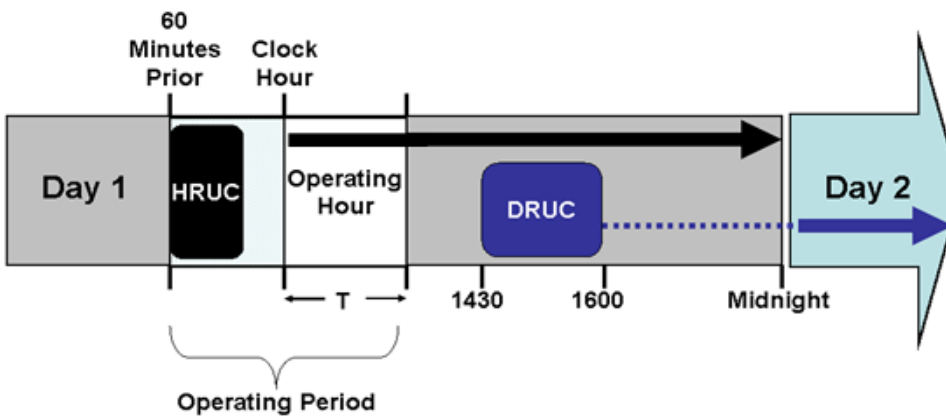 60
Minutes
Prior
Clock
Hour
Day 1
HRUC
Operating
Hour
DRUC
Day 2
T
1430
1600
Midnight
Operating Period